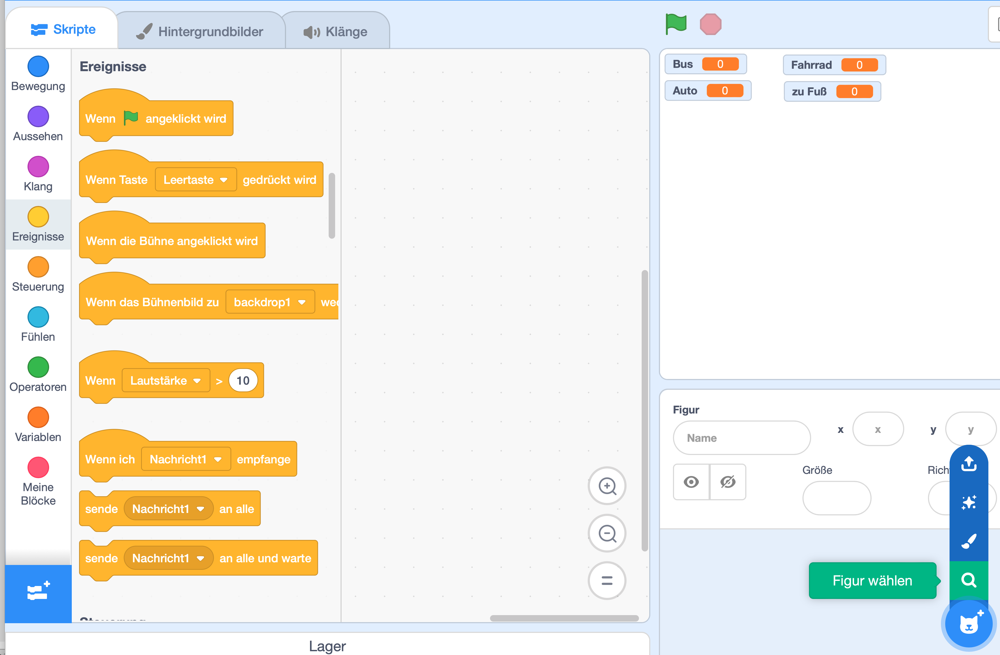 Skripte
Hintergrundbilder
Klänge
Bewegung
Aussehen
Klang
Ereignisse
Steuerung
Fühlen
Operatoren
Variablen
Meine
Blöcke
Ereignisse
Wenn angeklickt wird
Wenn Taste Leertaste gedrückt wird
Wenn die Bühne angeklickt wird
Wenn das Bühnenbild zu backdrop1
Wenn Lautstärke > 10
Wenn ich Nachricht1 empfange
sende Nachricht1 an alle
sende Nachricht1 an alle und warte
Lager
Bus 0
Fahrrad 0
Auto 0
zu Fuß 0
Figur
Name
x x y y
Größe
Figur wählen